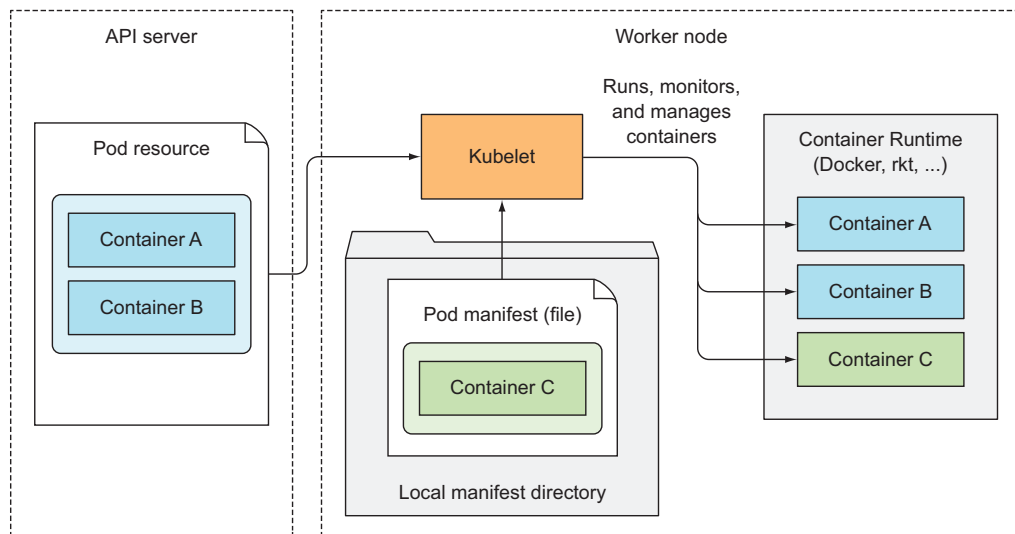 API server
Pod resource
Container A
Container B
Worker node
Kubelet
Runs, monitors,
and manages
containers
Pod manifest (file)
Container C
Local manifest directory
Container Runtime
(Docker, rkt, ...)
Container A
Container B
Container C